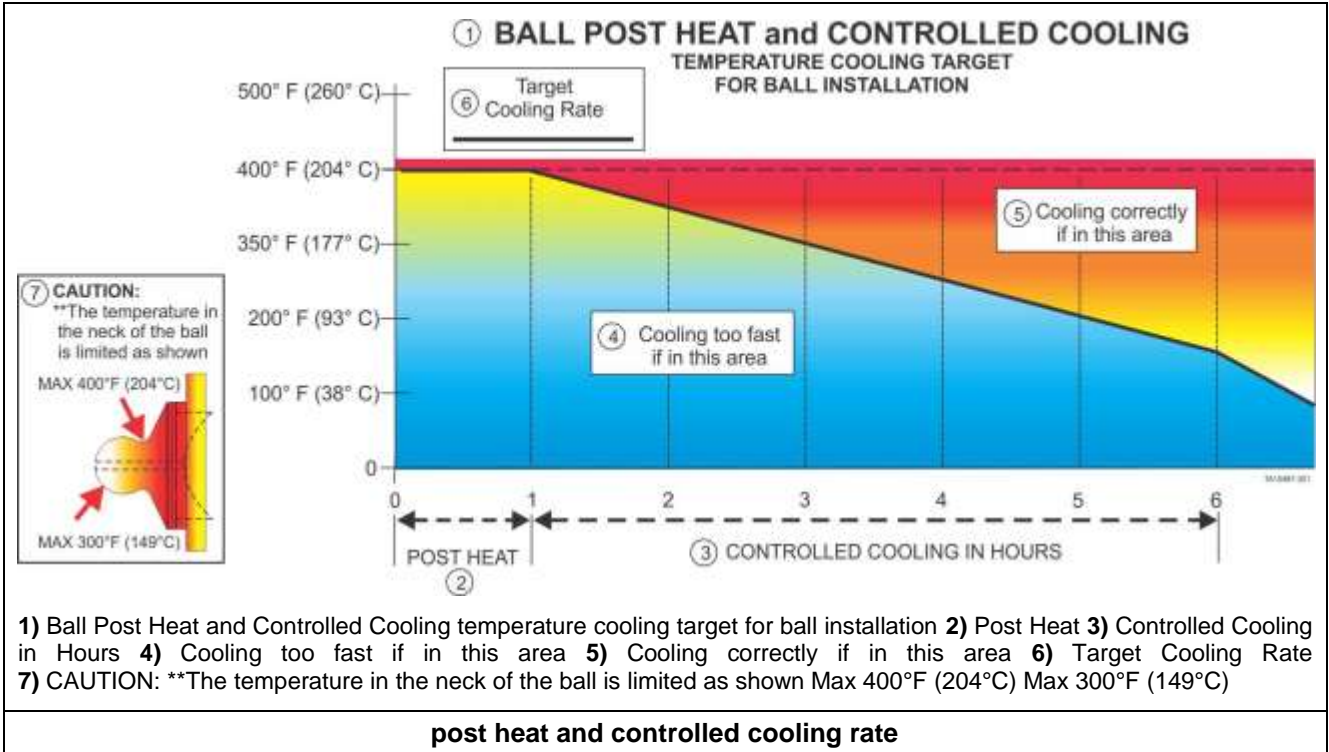 ① BALL POST HEAT and CONTROLLED COOLING
TEMPERATURE COOLING TARGET
FOR BALL INSTALLATION
⑥ Target
Cooling Rate
500° F (260° C)
400° F (204° C)
350° F (177° C)
200° F (93° C)
100° F (38° C)
0
⑤ Cooling correctly
if in this area
④ Cooling too fast
if in this area
⑦ CAUTION:
**The temperature in
the neck of the ball
is limited as shown
MAX 400°F (204°C)
MAX 300°F (149°C)
0 1 2 3 4 5 6
POST HEAT
②
③ CONTROLLED COOLING IN HOURS
1) Ball Post Heat and Controlled Cooling temperature cooling target for ball installation 2) Post Heat 3) Controlled Cooling
in Hours 4) Cooling too fast if in this area 5) Cooling correctly if in this area 6) Target Cooling Rate
7) CAUTION: **The temperature in the neck of the ball is limited as shown Max 400°F (204°C) Max 300°F (149°C)
post heat and controlled cooling rate